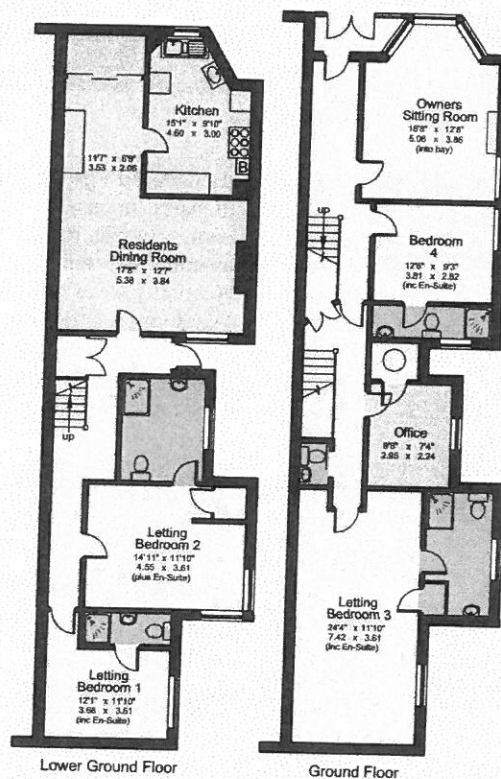 Kitchen
15'1" x 9'10"
4.60 x 3.00
B
11'7" x 6'9"
3.53 x 2.06
Residents
Dining Room
17'8" x 12'7"
5.38 x 3.84
up
Letting
Bedroom 2
14'11" x 11'10"
4.55 x 3.61
(plus En-Suite)
Letting
Bedroom 1
12'1" x 11'10"
3.68 x 3.61
(inc En-Suite)
Lower Ground Floor
Owners
Sitting Room
16'8" x 12'8"
5.08 x 3.86
(into bay)
up
Bedroom
4
12'6" x 9'3"
3.81 x 2.82
(inc En-Suite)
Office
9'8" x 7'4"
2.95 x 2.24
Letting
Bedroom 3
24'4" x 11'10"
7.42 x 3.61
(inc En-Suite)
Ground Floor